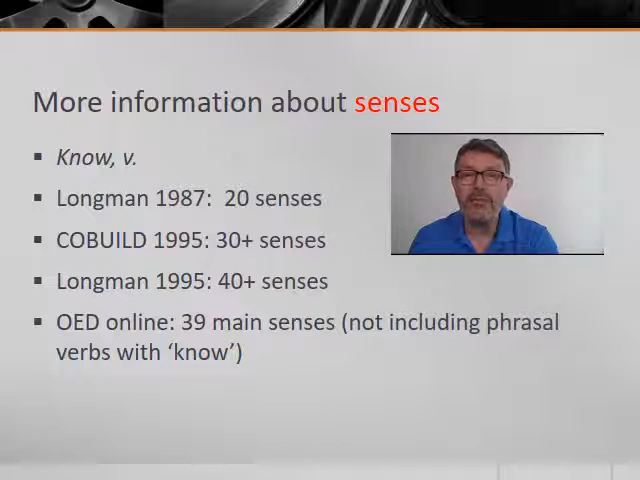 More information about senses
▪ Know, v.
▪ Longman 1987:  20 senses
▪ COBUILD 1995: 30+ senses
▪ Longman 1995: 40+ senses
▪ OED online: 39 main senses (not including phrasal
verbs with ‘know’)